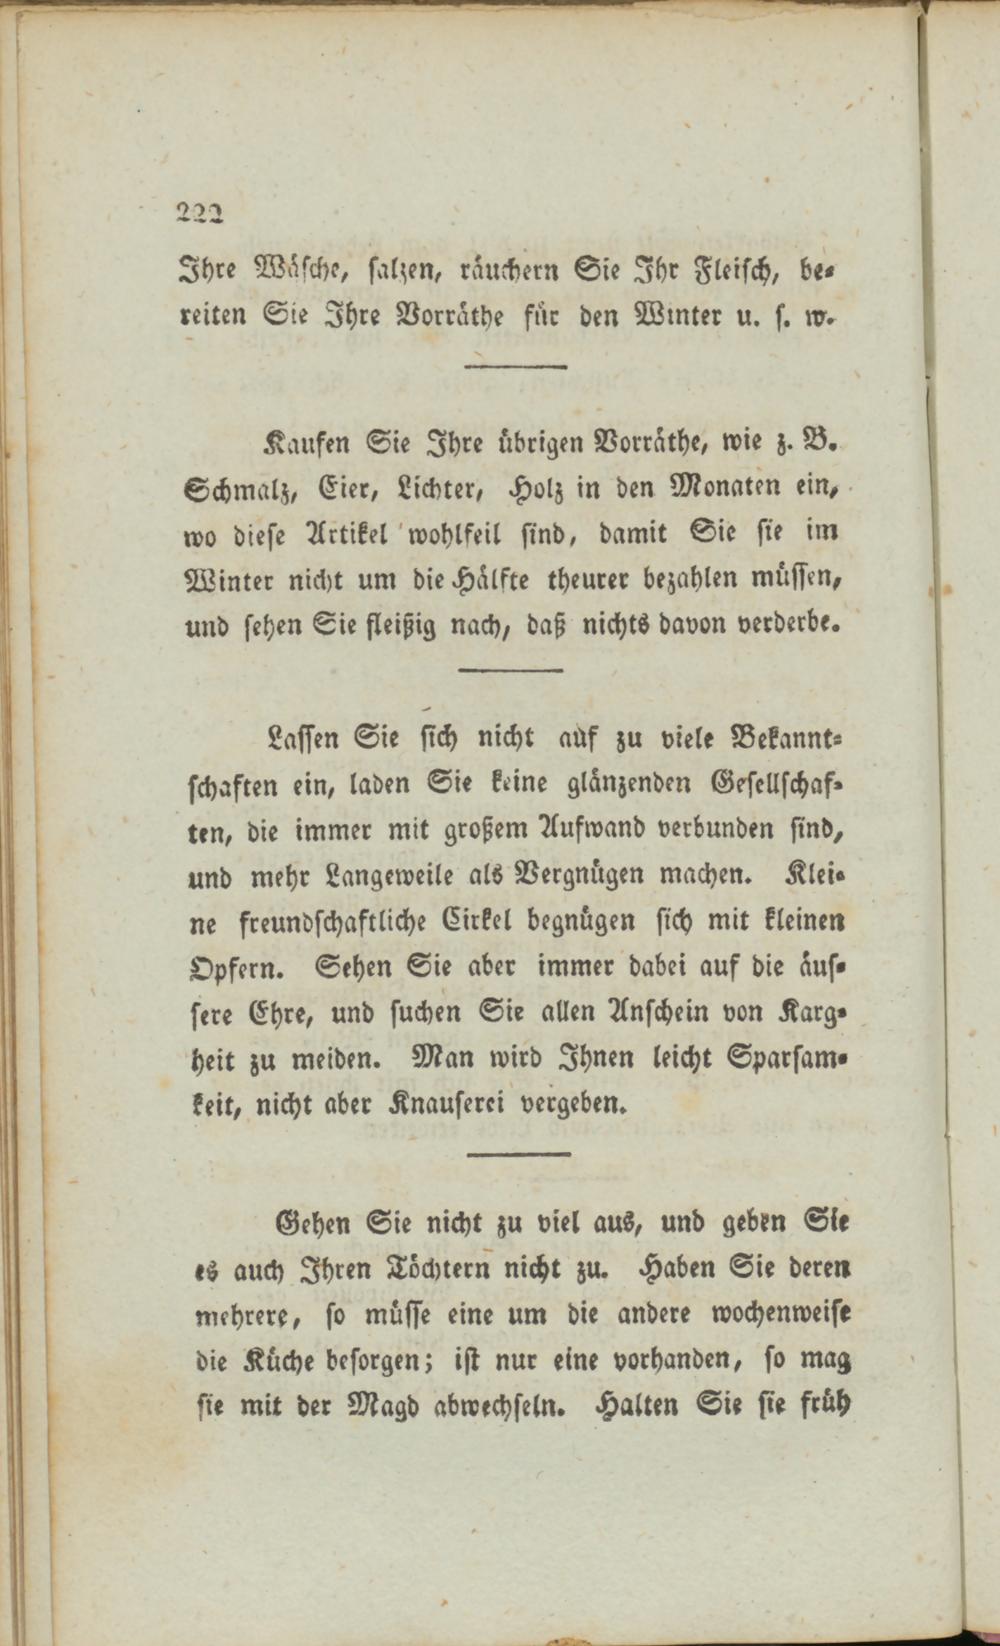 222
Ihre Wäsche, salzen, räuchern Sie Ihr Fleisch, be-
reiten Sie Ihre Vorräthe für den Winter u. s. w.
Kaufen Sie Ihre übrigen Vorräthe, wie z. B.
Schmalz, Eier, Lichter, Holz in den Monaten ein,
wo diese Artikel wohlfeil sind, damit Sie sie im
Winter nicht um die Hälfte theurer bezahlen müssen,
und sehen Sie fleißig nach, daß nichts davon verderbe.
Lassen Sie sich nicht auf zu viele Bekannt-
schaften ein, laden Sie keine glänzenden Gesellschaf-
ten, die immer mit großem Aufwand verbunden sind,
und mehr Langeweile als Vergnügen machen. Klei-
ne freundschaftliche Cirkel begnügen sich mit kleinen
Opfern. Sehen Sie aber immer dabei auf die äus-
sere Ehre, und suchen Sie allen Anschein von Karg-
heit zu meiden. Man wird Ihnen leicht Sparsam-
keit, nicht aber Knauserei vergeben.
Gehen Sie nicht zu viel aus, und geben Sie
es auch Ihren Töchtern nicht zu. Haben Sie deren
mehrere, so müsse eine um die andere wochenweise
die Küche besorgen; ist nur eine vorhanden, so mag
sie mit der Magd abwechseln. Halten Sie sie früh